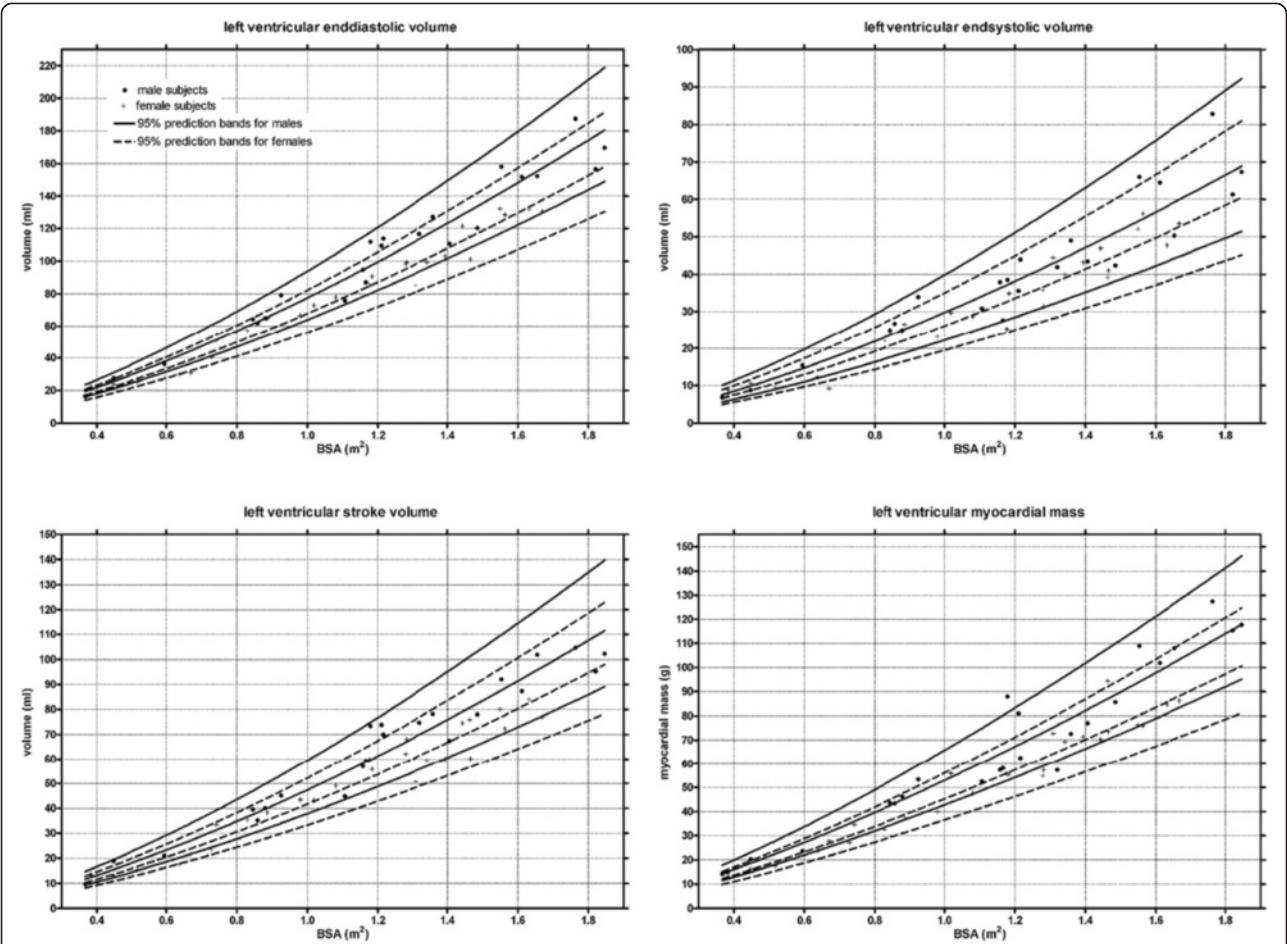 left ventricular enddiastolic volume
220
200
180
160
140
120
100
80
60
40
20
0
volume (ml)
male subjects
female subjects
95% prediction bands for males
95% prediction bands for females
0.4 0.6 0.8 1.0 1.2 1.4 1.6 1.8
BSA (m²)
left ventricular endsystolic volume
100
90
80
70
60
50
40
30
20
10
0
volume (ml)
0.4 0.6 0.8 1.0 1.2 1.4 1.6 1.8
BSA (m²)
left ventricular stroke volume
150
140
130
120
110
100
90
80
70
60
50
40
30
20
10
0
volume (ml)
0.4 0.6 0.8 1.0 1.2 1.4 1.6 1.8
BSA (m²)
left ventricular myocardial mass
150
140
130
120
110
100
90
80
70
60
50
40
30
20
10
0
myocardial mass (g)
0.4 0.6 0.8 1.0 1.2 1.4 1.6 1.8
BSA (m²)